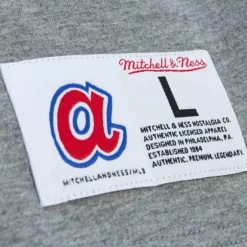 Mitchell & Ness
a
L
MITCHELL & NESS NOSTALGIA CO.
AUTHENTIC LICENSED APPAREL
DESIGNED IN PHILADELPHIA, PA
ESTABLISHED 1904
AUTHENTIC. PREMIUM. LEGENDARY.
MITCHELLANDNESS|MLB